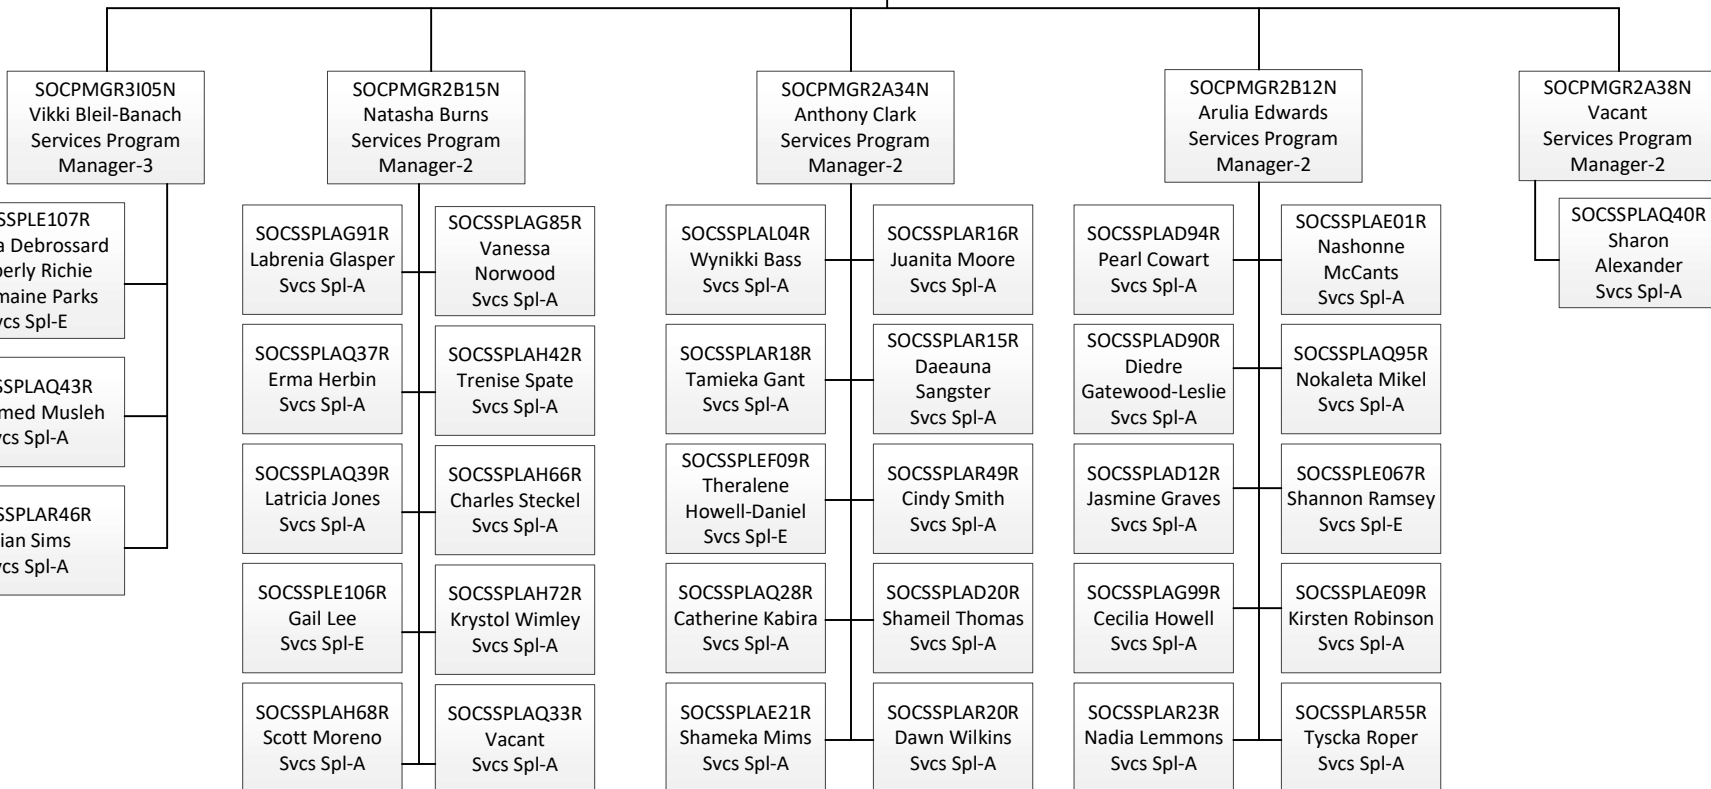 SOCPMGR3I05N
Vikki Bleil-Banach
Services Program
Manager-3
Debrossard
Richie
Parks
Spl-E
Musleh
Spl-A
Sims
Spl-A
SOCPMGR2B15N
Natasha Burns
Services Program
Manager-2
SOCSSPLAG91R
Labrenia Glasper
Svcs Spl-A
SOCSSPLAG85R
Vanessa
Norwood
Svcs Spl-A
SOCSSPLAQ37R
Erma Herbin
Svcs Spl-A
SOCSSPLAH42R
Trenise Spate
Svcs Spl-A
SOCSSPLAQ39R
Latricia Jones
Svcs Spl-A
SOCSSPLAH66R
Charles Steckel
Svcs Spl-A
SOCSSPLE106R
Gail Lee
Svcs Spl-E
SOCSSPLAH72R
Krystol Wimley
Svcs Spl-A
SOCSSPLAH68R
Scott Moreno
Svcs Spl-A
SOCSSPLAQ33R
Vacant
Svcs Spl-A
SOCPMGR2A34N
Anthony Clark
Services Program
Manager-2
SOCSSPLAL04R
Wynikki Bass
Svcs Spl-A
SOCSSPLAR16R
Juanita Moore
Svcs Spl-A
SOCSSPLAR18R
Tamieka Gant
Svcs Spl-A
SOCSSPLAR15R
Daeauna
Sangster
Svcs Spl-A
SOCSSPLEF09R
Theralene
Howell-Daniel
Svcs Spl-E
SOCSSPLAR49R
Cindy Smith
Svcs Spl-A
SOCSSPLAQ28R
Catherine Kabira
Svcs Spl-A
SOCSSPLAD20R
Shameil Thomas
Svcs Spl-A
SOCSSPLAE21R
Shameka Mims
Svcs Spl-A
SOCSSPLAR20R
Dawn Wilkins
Svcs Spl-A
SOCPMGR2B12N
Arulia Edwards
Services Program
Manager-2
SOCSSPLAD94R
Pearl Cowart
Svcs Spl-A
SOCSSPLAE01R
Nashonne
McCants
Svcs Spl-A
SOCSSPLAD90R
Diedre
Gatewood-Leslie
Svcs Spl-A
SOCSSPLAQ95R
Nokaleta Mikel
Svcs Spl-A
SOCSSPLAD12R
Jasmine Graves
Svcs Spl-A
SOCSSPLE067R
Shannon Ramsey
Svcs Spl-E
SOCSSPLAG99R
Cecilia Howell
Svcs Spl-A
SOCSSPLAE09R
Kirsten Robinson
Svcs Spl-A
SOCSSPLAR23R
Nadia Lemmons
Svcs Spl-A
SOCSSPLAR55R
Tyscka Roper
Svcs Spl-A
SOCPMGR2A38N
Vacant
Services Program
Manager-2
SOCSSPLAQ40R
Sharon
Alexander
Svcs Spl-A